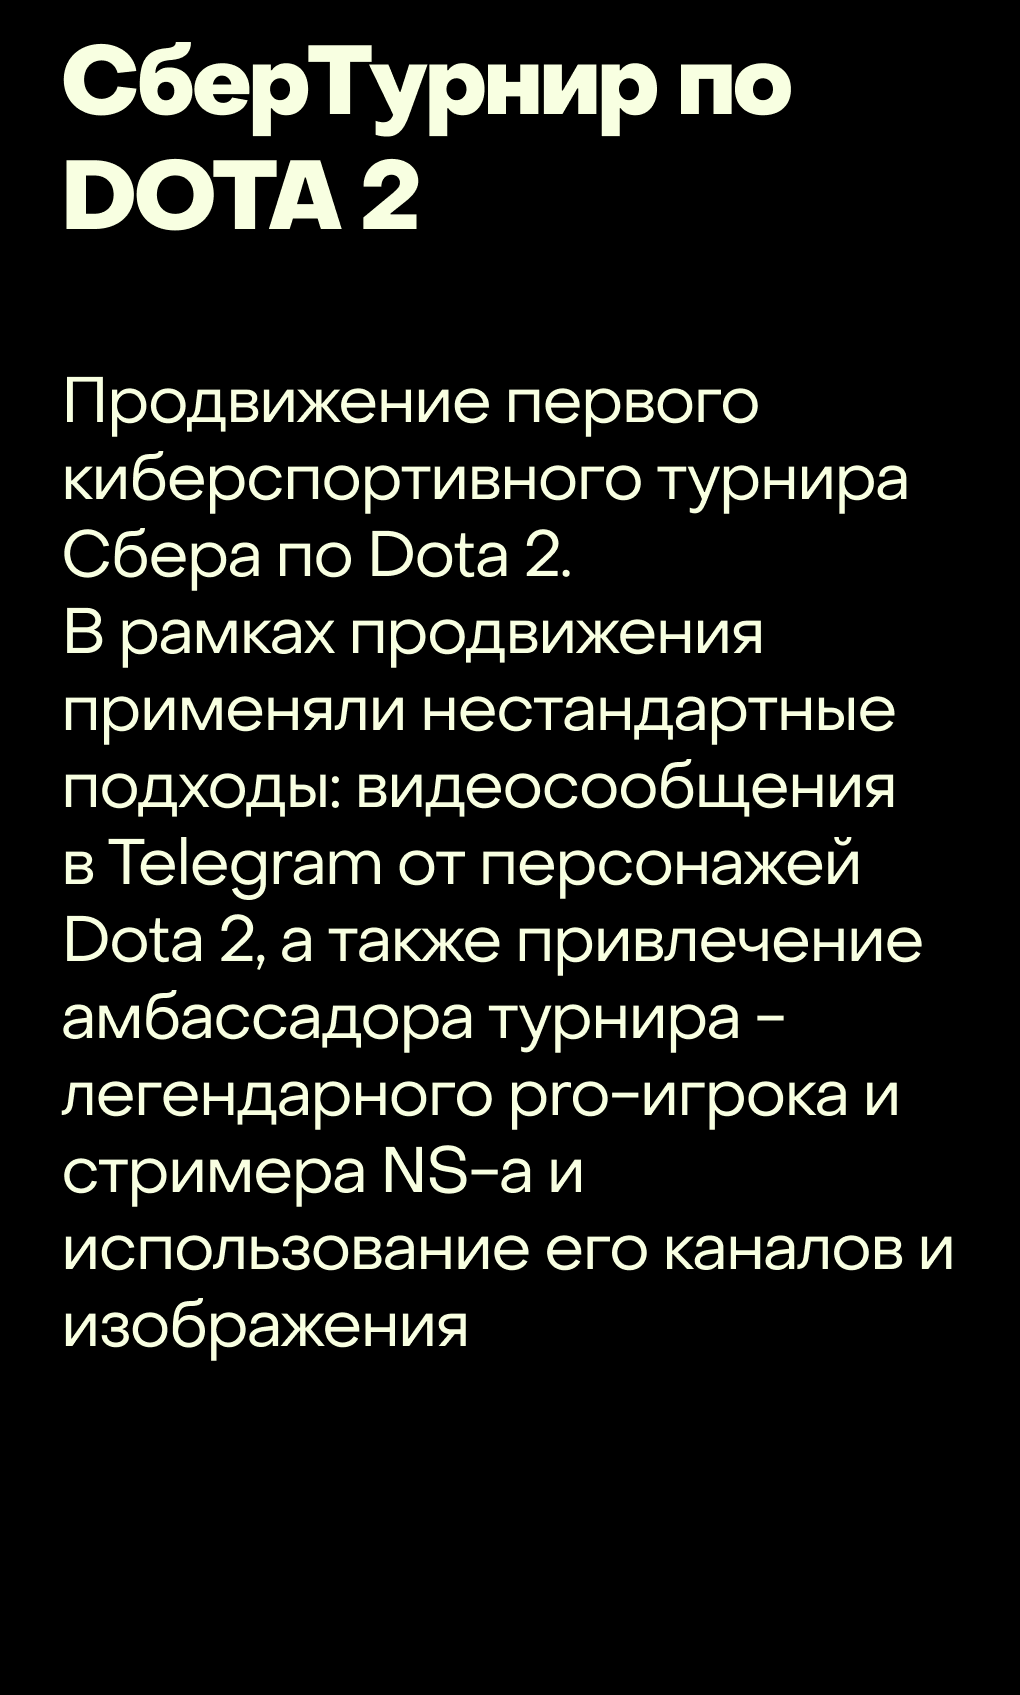 СберТурнир по
DOTA 2
Продвижение первого
киберспортивного турнира
Сбера по Dota 2.
В рамках продвижения
применяли нестандартные
подходы: видеосообщения
в Telegram от персонажей
Dota 2, а также привлечение
амбассадора турнира –
легендарного pro–игрока и
стримера NS–а и
использование его каналов и
изображения